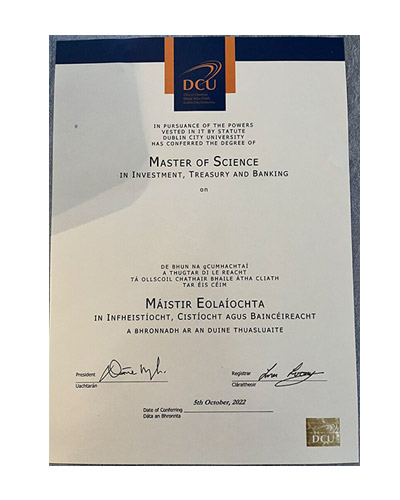 DCU
IN PURSUANCE OF THE POWERS
VESTED IN IT BY STATUTE
DUBLIN CITY UNIVERSITY
HAS CONFERRED THE DEGREE OF
MASTER OF SCIENCE
IN INVESTMENT, TREASURY AND BANKING
on
DE BHUN NA gCUMHACHTAÍ
A THUGTAR DI LE REACHT
TÁ OLLSCOIL CHATHAIR BHAILE ÁTHA CLIATH
TAR ÉIS CÉIM
MÁISTIR EOLAÍOCHTA
IN INFHEISTÍOCHT, CISTÍOCHT AGUS BAINCÉIREACHT
A BHRONNADH AR AN DUINE THUASLUAITE
President
Uachtarán
Registrar
Cláraitheoir
5th October, 2022
Date of Conferring
Dáta an Bhronnta
DCU